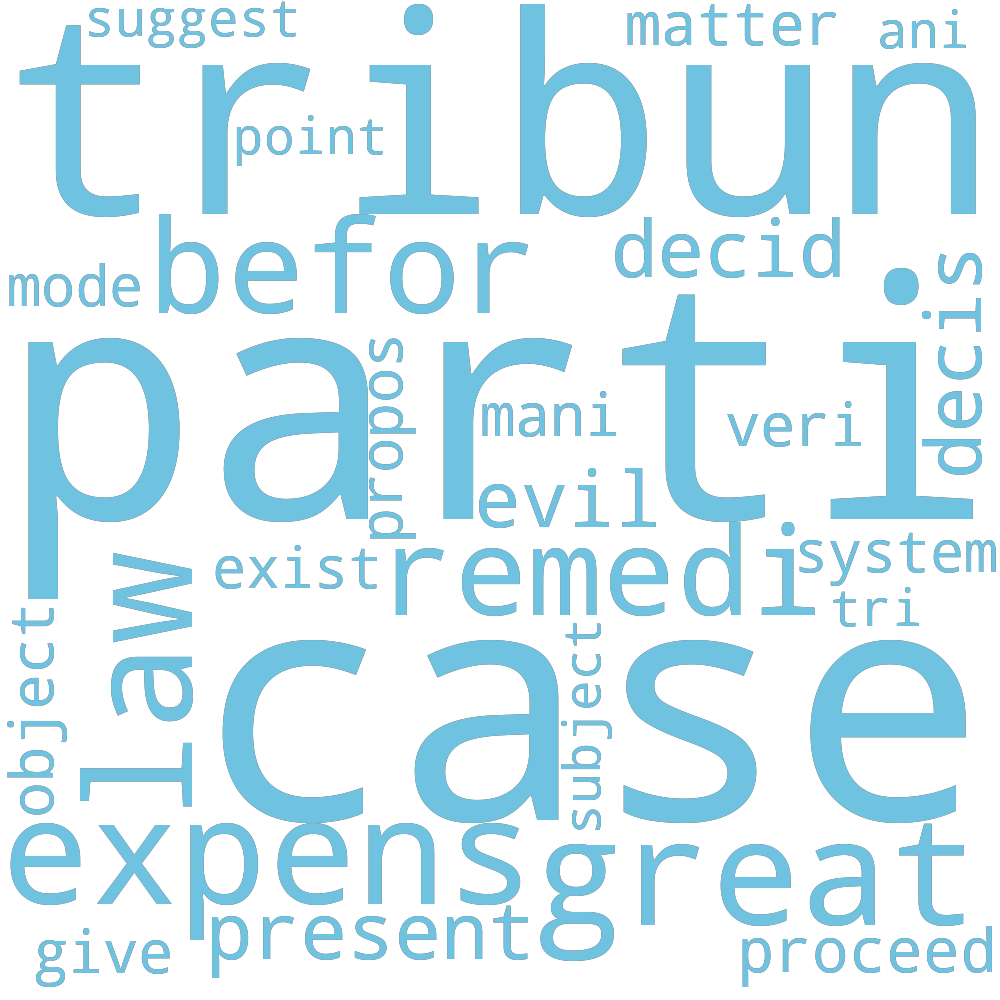 suggest
matter
ani
tribun
point
befor
decid
mode
decis
parti
propos
mani
veri
evil
exist
remedi
system
tri
law
object
case
subject
expens
great
present
give
proceed